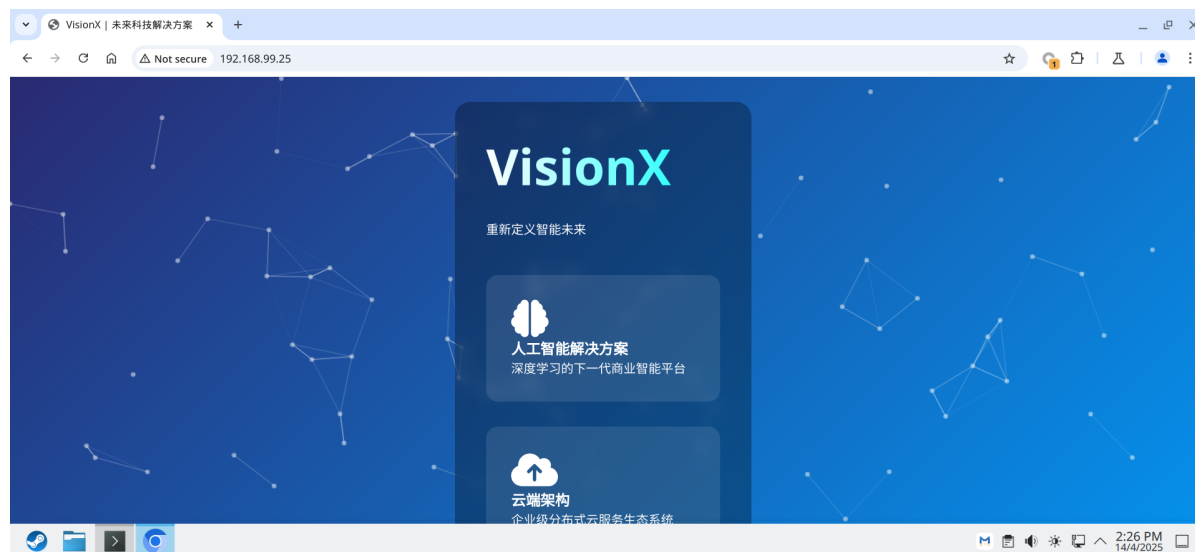 VisionX | 未来科技解决方案
Not secure
192.168.99.25
1
VisionX
重新定义智能未来
人工智能解决方案
深度学习的下一代商业智能平台
云端架构
企业级分布式云服务生态系统
2:26 PM
14/4/2025